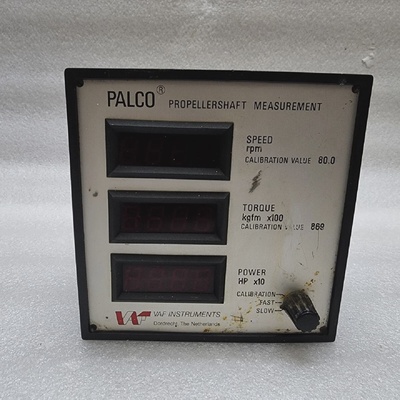 PALCO® PROPELLERSHAFT MEASUREMENT
SPEED
rpm
CALIBRATION VALUE 80.0
TORQUE
kgfm x100
CALIBRATION VALUE 869
POWER
HP x10
CALIBRATION
FAST
SLOW
VAF VAF INSTRUMENTS
Dordrecht, The Netherlands